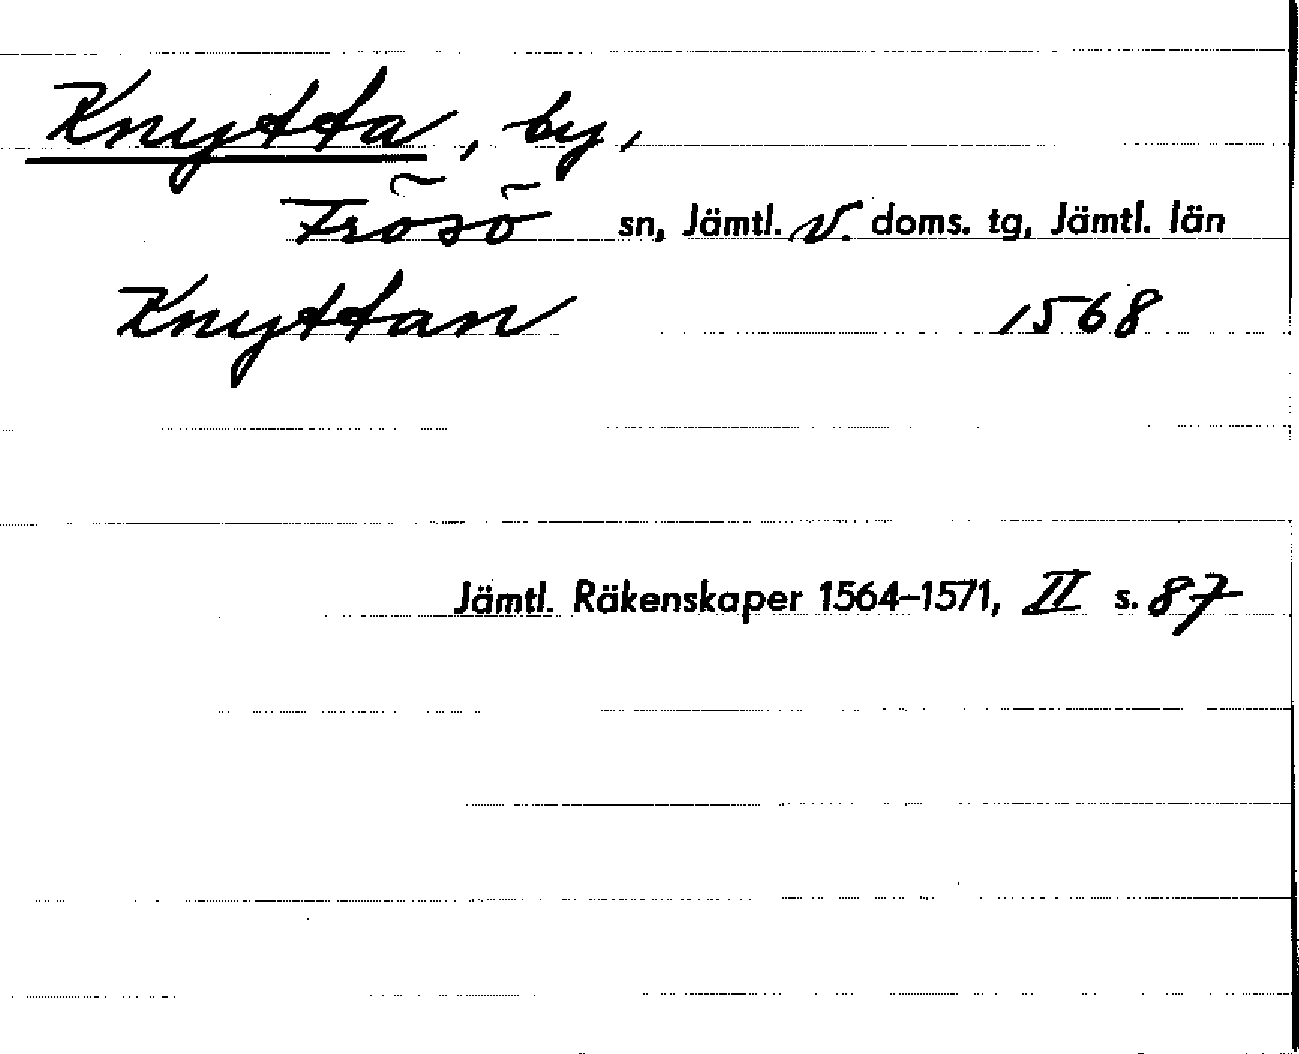 Knytta, by,
Frösö sn, Jämtl. v. doms. tg, Jämtl. län
Knyttan 1568
Jämtl. Räkenskaper 1564–1571, II s. 87